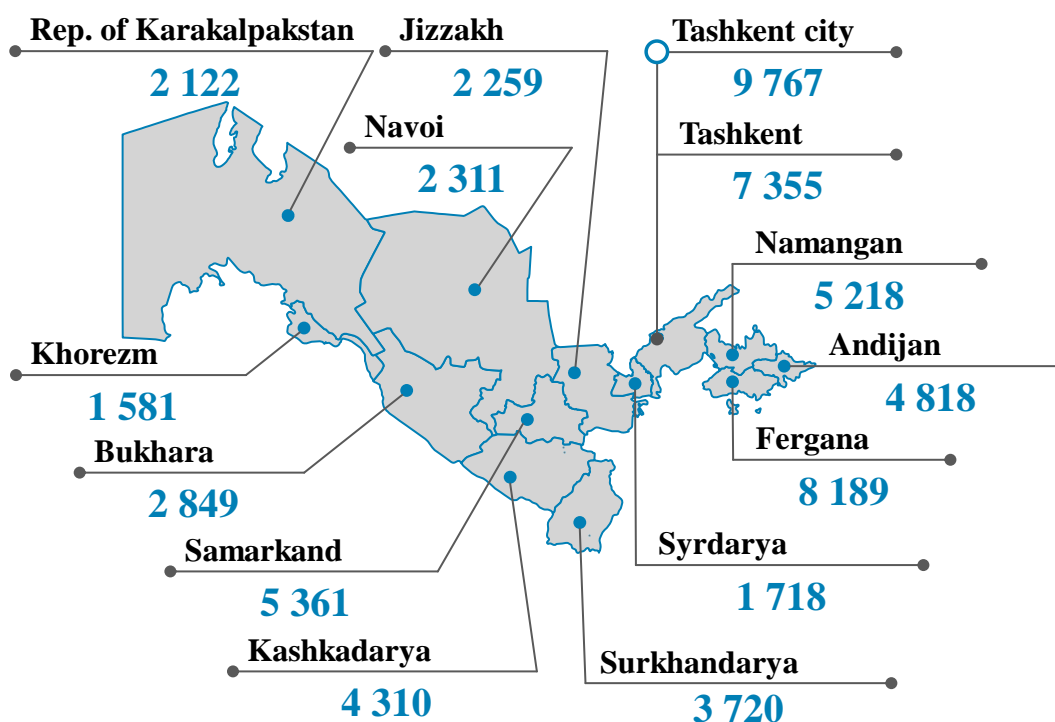 Rep. of Karakalpakstan
2 122
Jizzakh
2 259
Tashkent city
9 767
Navoi
2 311
Tashkent
7 355
Namangan
5 218
Khorezm
1 581
Andijan
4 818
Bukhara
2 849
Fergana
8 189
Samarkand
5 361
Syrdarya
1 718
Kashkadarya
4 310
Surkhandarya
3 720